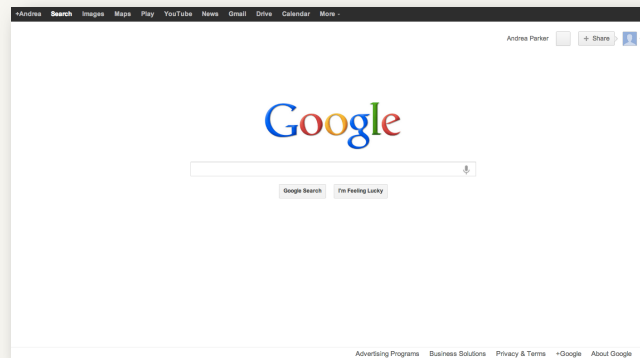 +Andrea Search Images Maps Play YouTube News Gmail Drive Calendar More
Andrea Parker + Share
Google
Google Search I'm Feeling Lucky
Advertising Programs Business Solutions Privacy & Terms +Google About Google